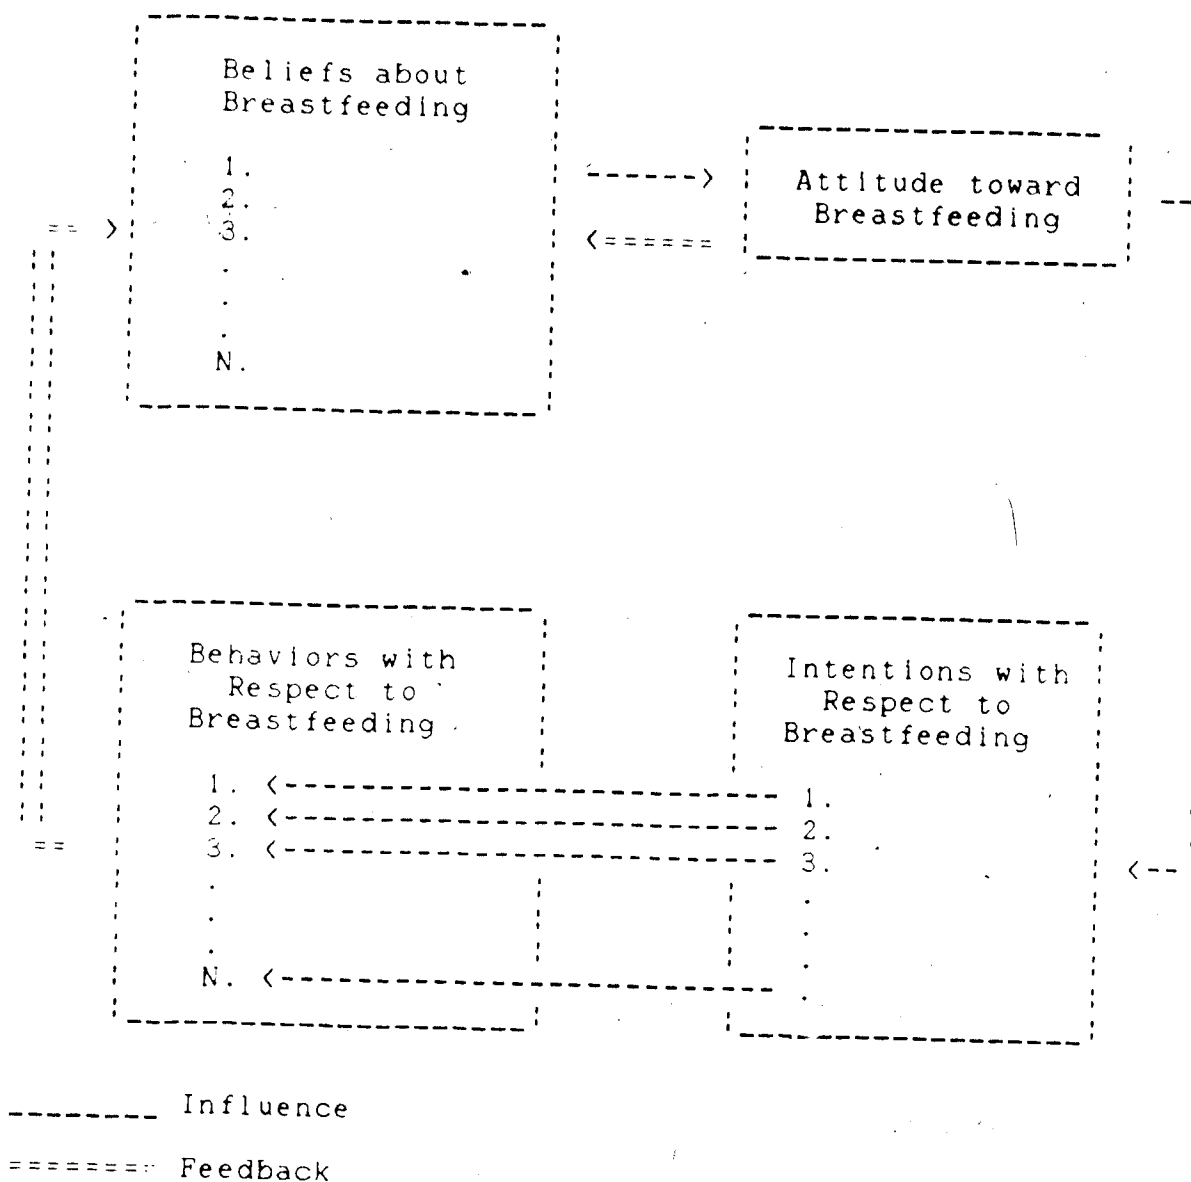 Beliefs about
Breastfeeding
1.
2.
3.
.
.
.
N.
Attitude toward
Breastfeeding
Behaviors with
Respect to
Breastfeeding
1.
2.
3.
.
.
.
N.
Intentions with
Respect to
Breastfeeding
1.
2.
3.
.
.
.
.
Influence
Feedback